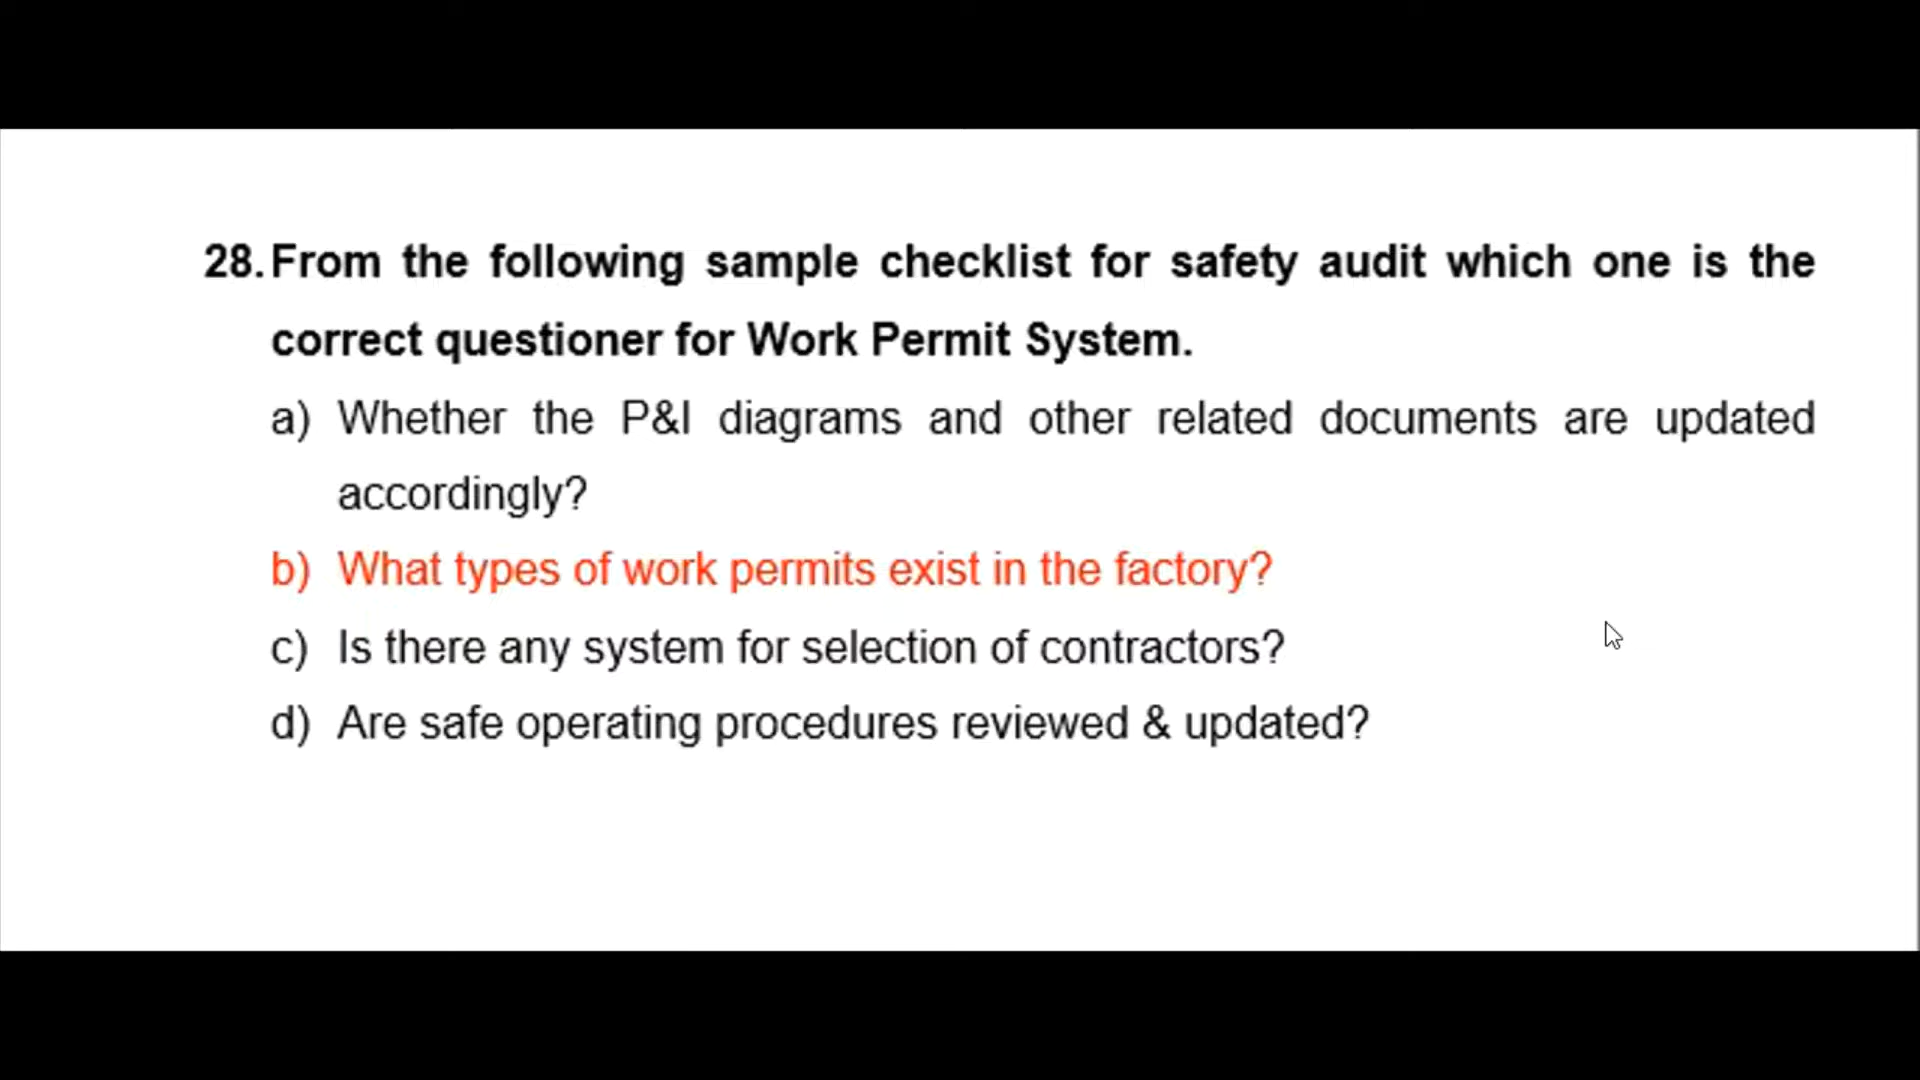 28. From the following sample checklist for safety audit which one is the
correct questioner for Work Permit System.
a) Whether the P&I diagrams and other related documents are updated
accordingly?
b) What types of work permits exist in the factory?
c) Is there any system for selection of contractors?
d) Are safe operating procedures reviewed & updated?